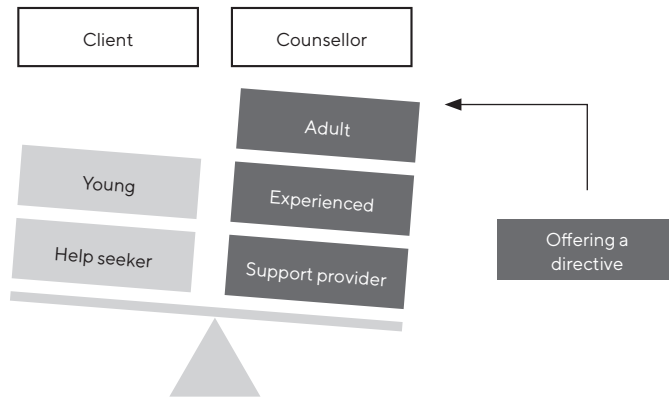 Client
Counsellor
Adult
Young
Experienced
Help seeker
Support provider
Offering a
directive